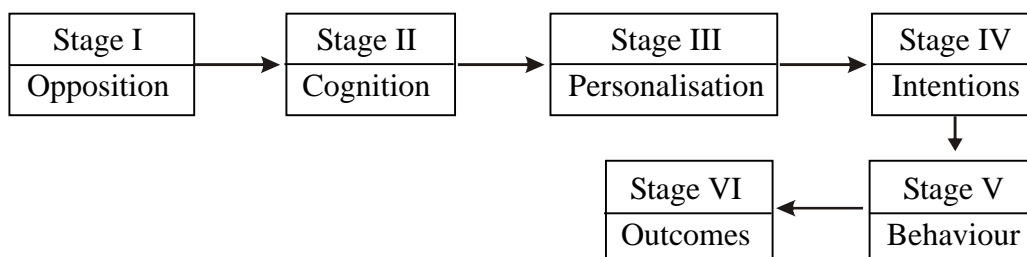 Stage I
Opposition
Stage II
Cognition
Stage III
Personalisation
Stage IV
Intentions
Stage V
Behaviour
Stage VI
Outcomes